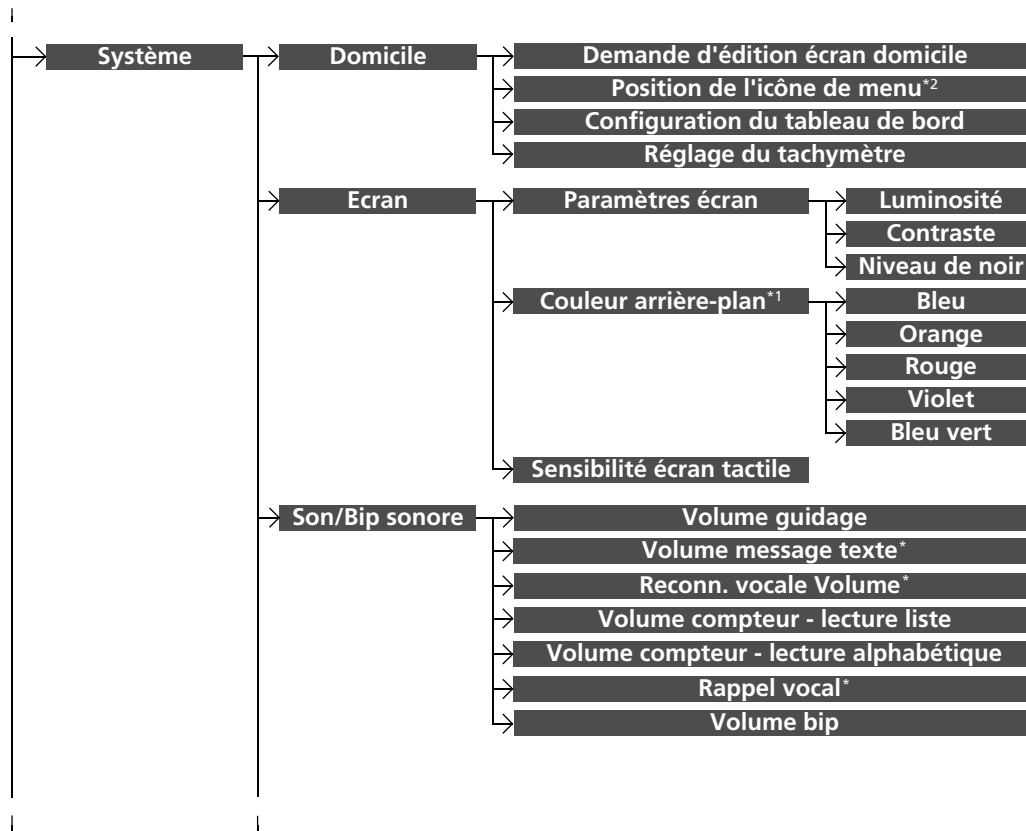 Système
Domicile
Demande d'édition écran domicile
Position de l'icône de menu*2
Configuration du tableau de bord
Réglage du tachymètre
Ecran
Paramètres écran
Luminosité
Contraste
Niveau de noir
Couleur arrière-plan*1
Bleu
Orange
Rouge
Violet
Bleu vert
Sensibilité écran tactile
Son/Bip sonore
Volume guidage
Volume message texte*
Reconn. vocale Volume*
Volume compteur - lecture liste
Volume compteur - lecture alphabétique
Rappel vocal*
Volume bip